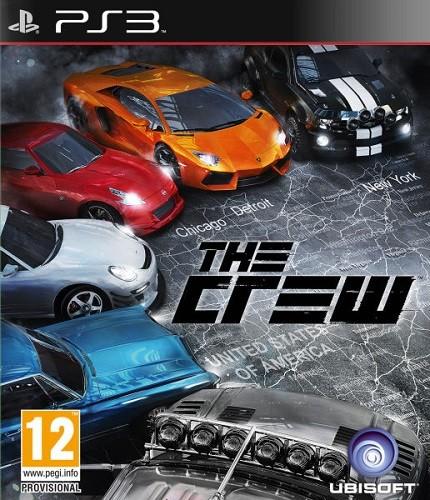 PS3
Chicago Detroit
New York
THE
CREW
UNITED STATES
OF AMERICA
12
www.pegi.info
PROVISIONAL
UBISOFT